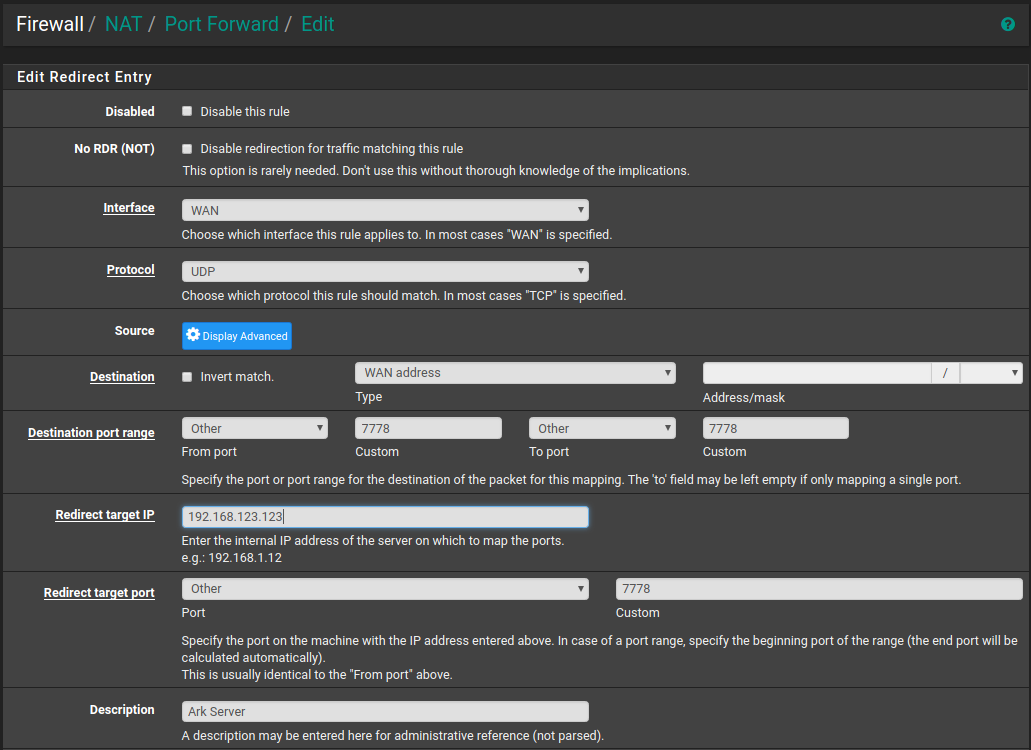 Firewall / NAT / Port Forward / Edit
Edit Redirect Entry
Disabled Disable this rule
No RDR (NOT) Disable redirection for traffic matching this rule
This option is rarely needed. Don't use this without thorough knowledge of the implications.
Interface WAN
Choose which interface this rule applies to. In most cases "WAN" is specified.
Protocol UDP
Choose which protocol this rule should match. In most cases "TCP" is specified.
Source Display Advanced
Destination Invert match. WAN address /
Type Address/mask
Destination port range Other 7778 Other 7778
From port Custom To port Custom
Specify the port or port range for the destination of the packet for this mapping. The 'to' field may be left empty if only mapping a single port.
Redirect target IP 192.168.123.123
Enter the internal IP address of the server on which to map the ports.
e.g.: 192.168.1.12
Redirect target port Other 7778
Port Custom
Specify the port on the machine with the IP address entered above. In case of a port range, specify the beginning port of the range (the end port will be
calculated automatically).
This is usually identical to the "From port" above.
Description Ark Server
A description may be entered here for administrative reference (not parsed).